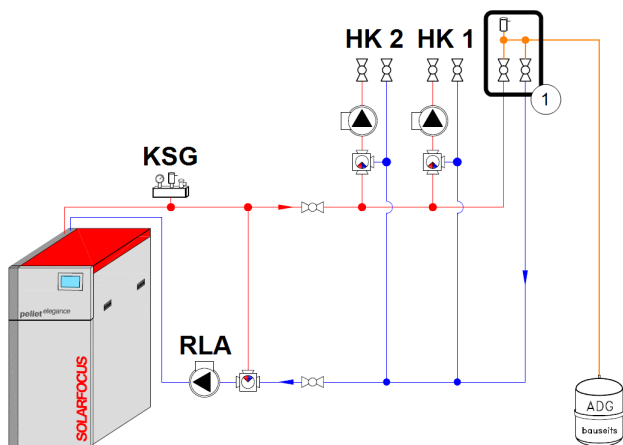 HK 2
HK 1
1
KSG
pellet elegance
SOLARFOCUS
RLA
ADG
bauseits